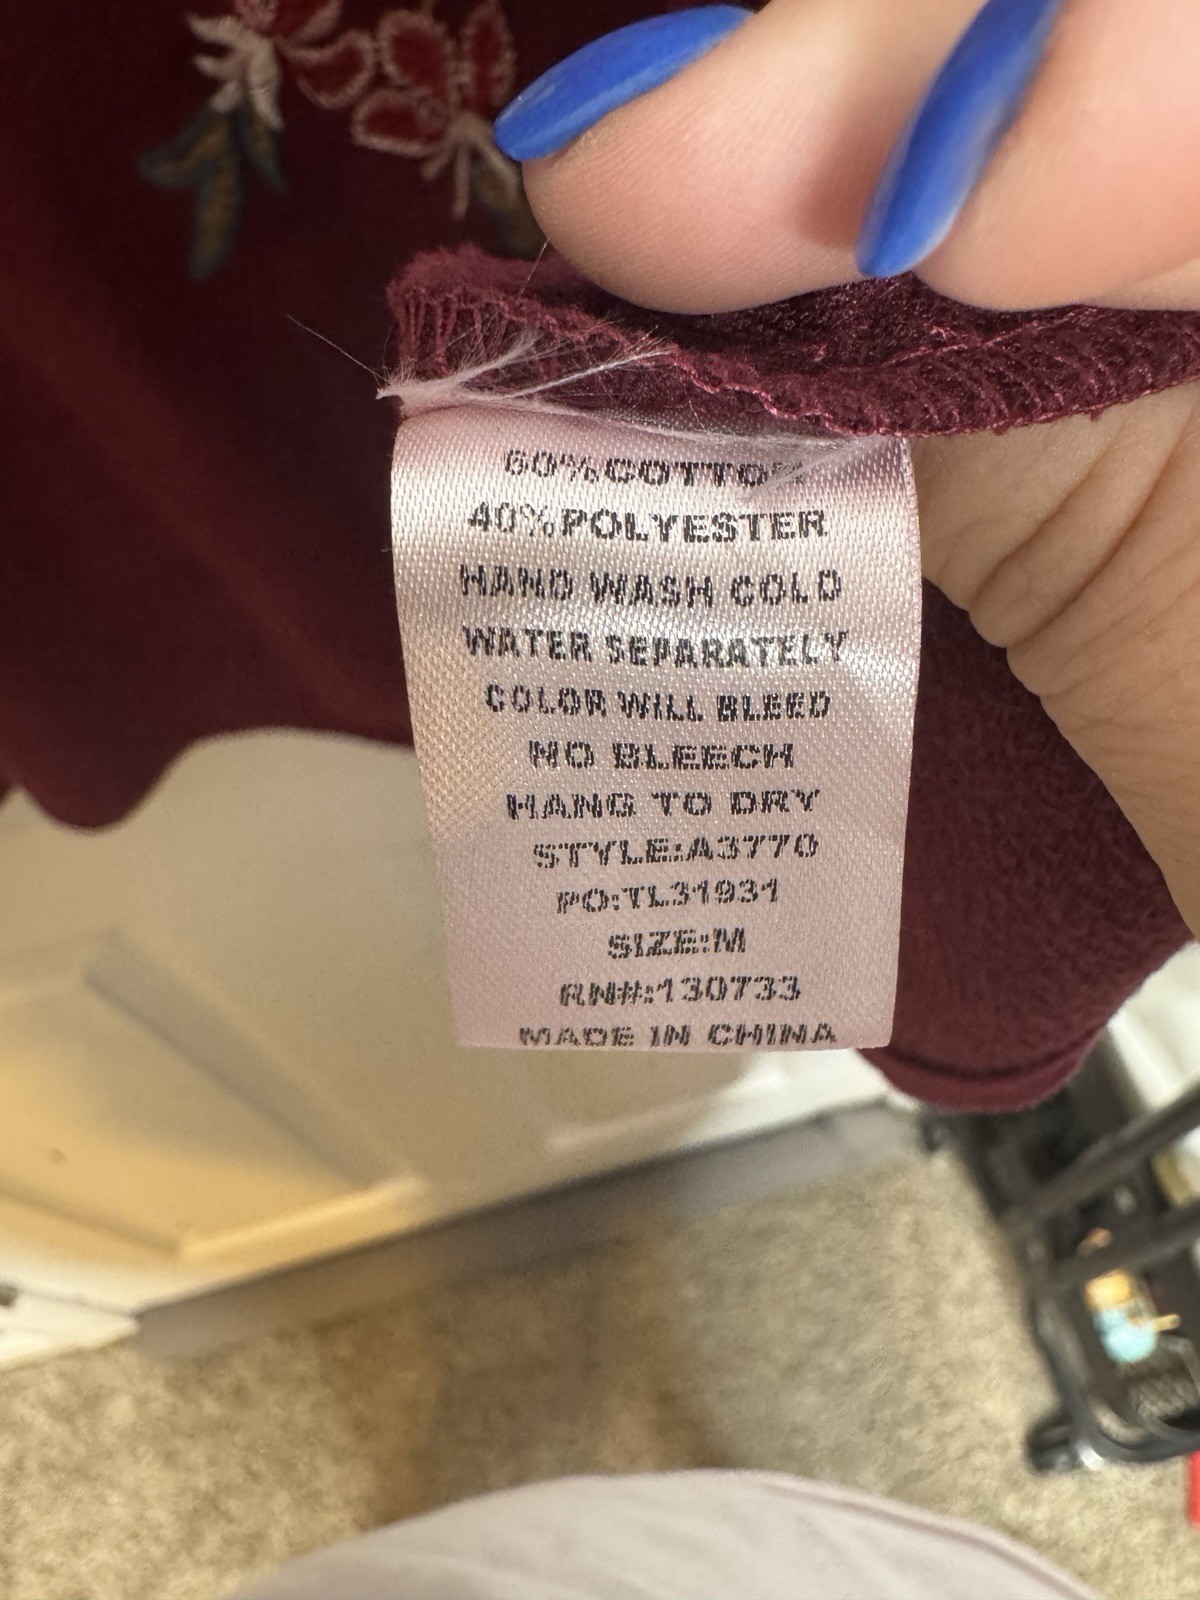 60%COTTON
40%POLYESTER
HAND WASH COLD
WATER SEPARATELY
COLOR WILL BLEED
NO BLEECH
HANG TO DRY
STYLE:A3770
PO:TL31931
SIZE:M
RN#:130733
MADE IN CHINA